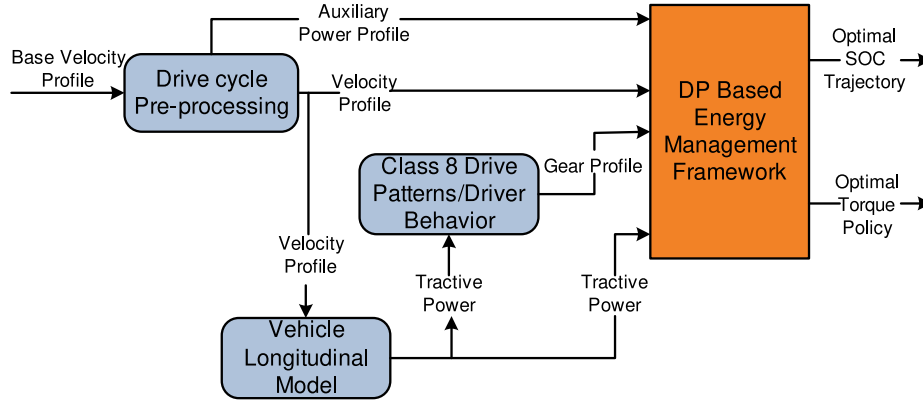 Auxiliary
Power Profile
Base Velocity
Profile
Drive cycle
Pre-processing
Velocity
Profile
DP Based
Energy
Management
Framework
Optimal
SOC
Trajectory
Class 8 Drive
Patterns/Driver
Behavior
Gear Profile
Optimal
Torque
Policy
Velocity
Profile
Tractive
Power
Tractive
Power
Vehicle
Longitudinal
Model